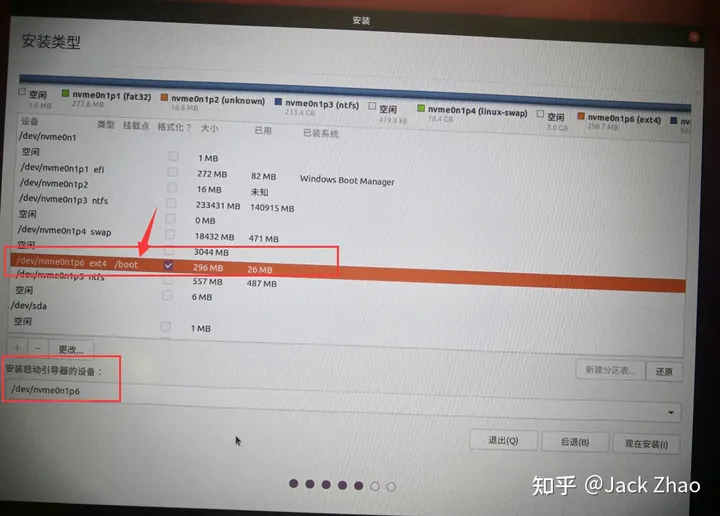 安装
安装类型
空闲 nvme0n1p1 (fat32) nvme0n1p2 (unknown) nvme0n1p3 (ntfs) 空闲 nvme0n1p4 (linux-swap) 空闲 nvme0n1p6 (ext4) nv
1.0 MB 272.6 MB 16.8 MB 233.4 GB 419.8 kB 18.4 GB 3.0 GB 296.7 MB
设备 类型 挂载点 格式化? 大小 已用 已装系统
/dev/nvme0n1
空闲 1 MB
/dev/nvme0n1p1 efi 272 MB 82 MB Windows Boot Manager
/dev/nvme0n1p2 16 MB 未知
/dev/nvme0n1p3 ntfs 233431 MB 140915 MB
空闲 0 MB
/dev/nvme0n1p4 swap 18432 MB 471 MB
空闲 3044 MB
/dev/nvme0n1p6 ext4 /boot 296 MB 26 MB
ntfs 557 MB 487 MB
空闲 6 MB
/dev/sda
空闲 1 MB
+ − 更改...
新建分区表... 还原
安装启动引导器的设备:
/dev/nvme0n1p6
退出(Q) 后退(B) 现在安装(I)
知乎 @Jack Zhao